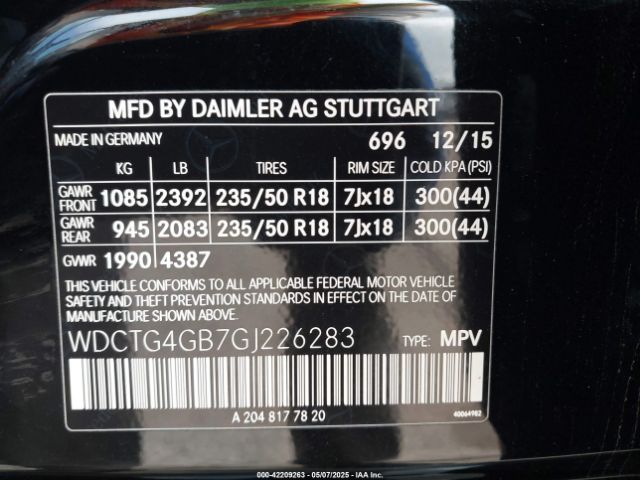 MFD BY DAIMLER AG STUTTGART
MADE IN GERMANY 696 12/15
KG LB TIRES RIM SIZE COLD KPA (PSI)
GAWR FRONT 1085 2392 235/50 R18 7Jx18 300(44)
GAWR REAR 945 2083 235/50 R18 7Jx18 300(44)
GVWR 1990 4387
THIS VEHICLE CONFORMS TO ALL APPLICABLE FEDERAL MOTOR VEHICLE
SAFETY, BUMPER, AND THEFT PREVENTION STANDARDS IN EFFECT ON THE DATE OF
MANUFACTURE SHOWN ABOVE.
WDCTG4GB7GJ226283 TYPE: MPV
A 204 817 78 20 40064982
000-42209263 - 05/07/2025 - IAA Inc.